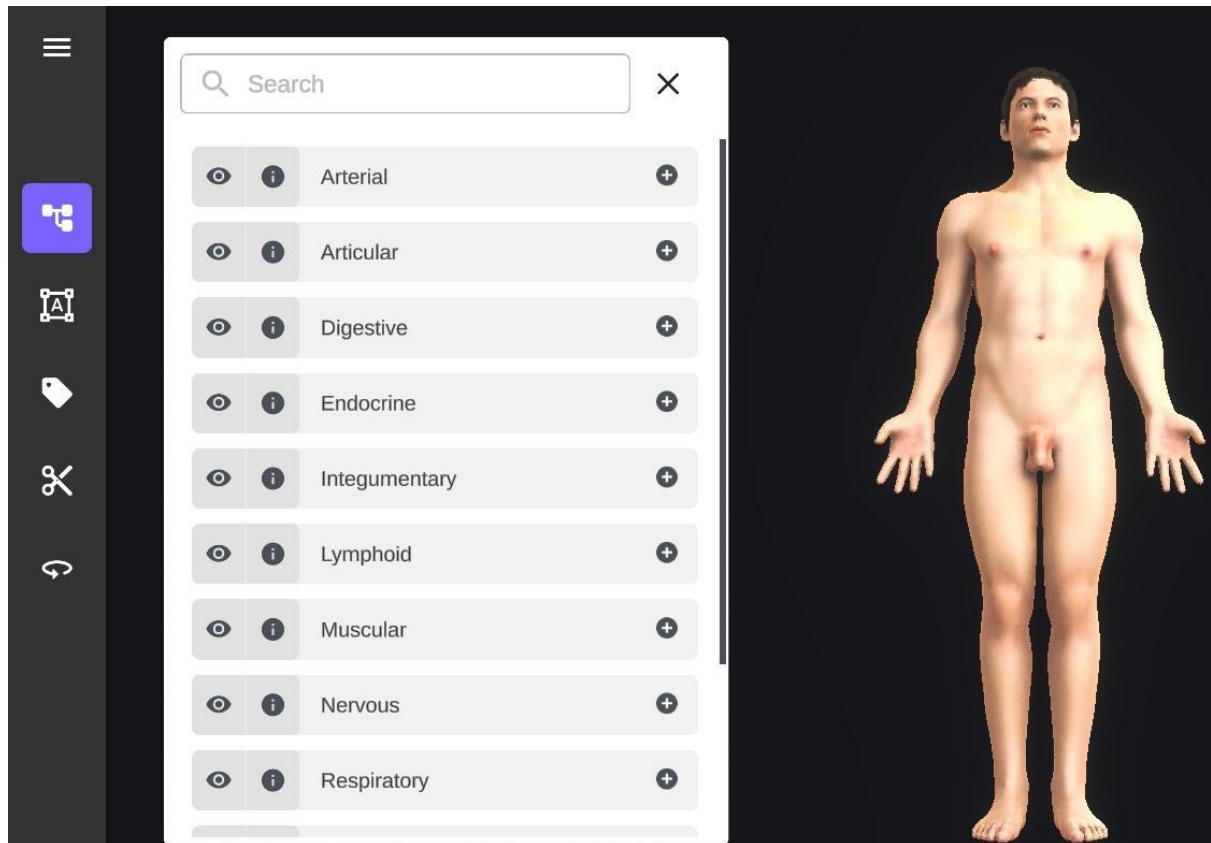 Search
Arterial
Articular
Digestive
Endocrine
Integumentary
Lymphoid
Muscular
Nervous
Respiratory
A